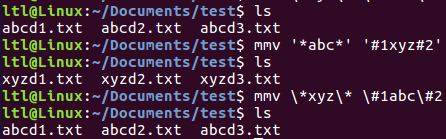 ltl@Linux:~/Documents/test$ ls
abcd1.txt  abcd2.txt  abcd3.txt
ltl@Linux:~/Documents/test$ mmv '*abc*' '#1xyz#2'
ltl@Linux:~/Documents/test$ ls
xyzd1.txt  xyzd2.txt  xyzd3.txt
ltl@Linux:~/Documents/test$ mmv \*xyz\* \#1abc\#2
ltl@Linux:~/Documents/test$ ls
abcd1.txt  abcd2.txt  abcd3.txt